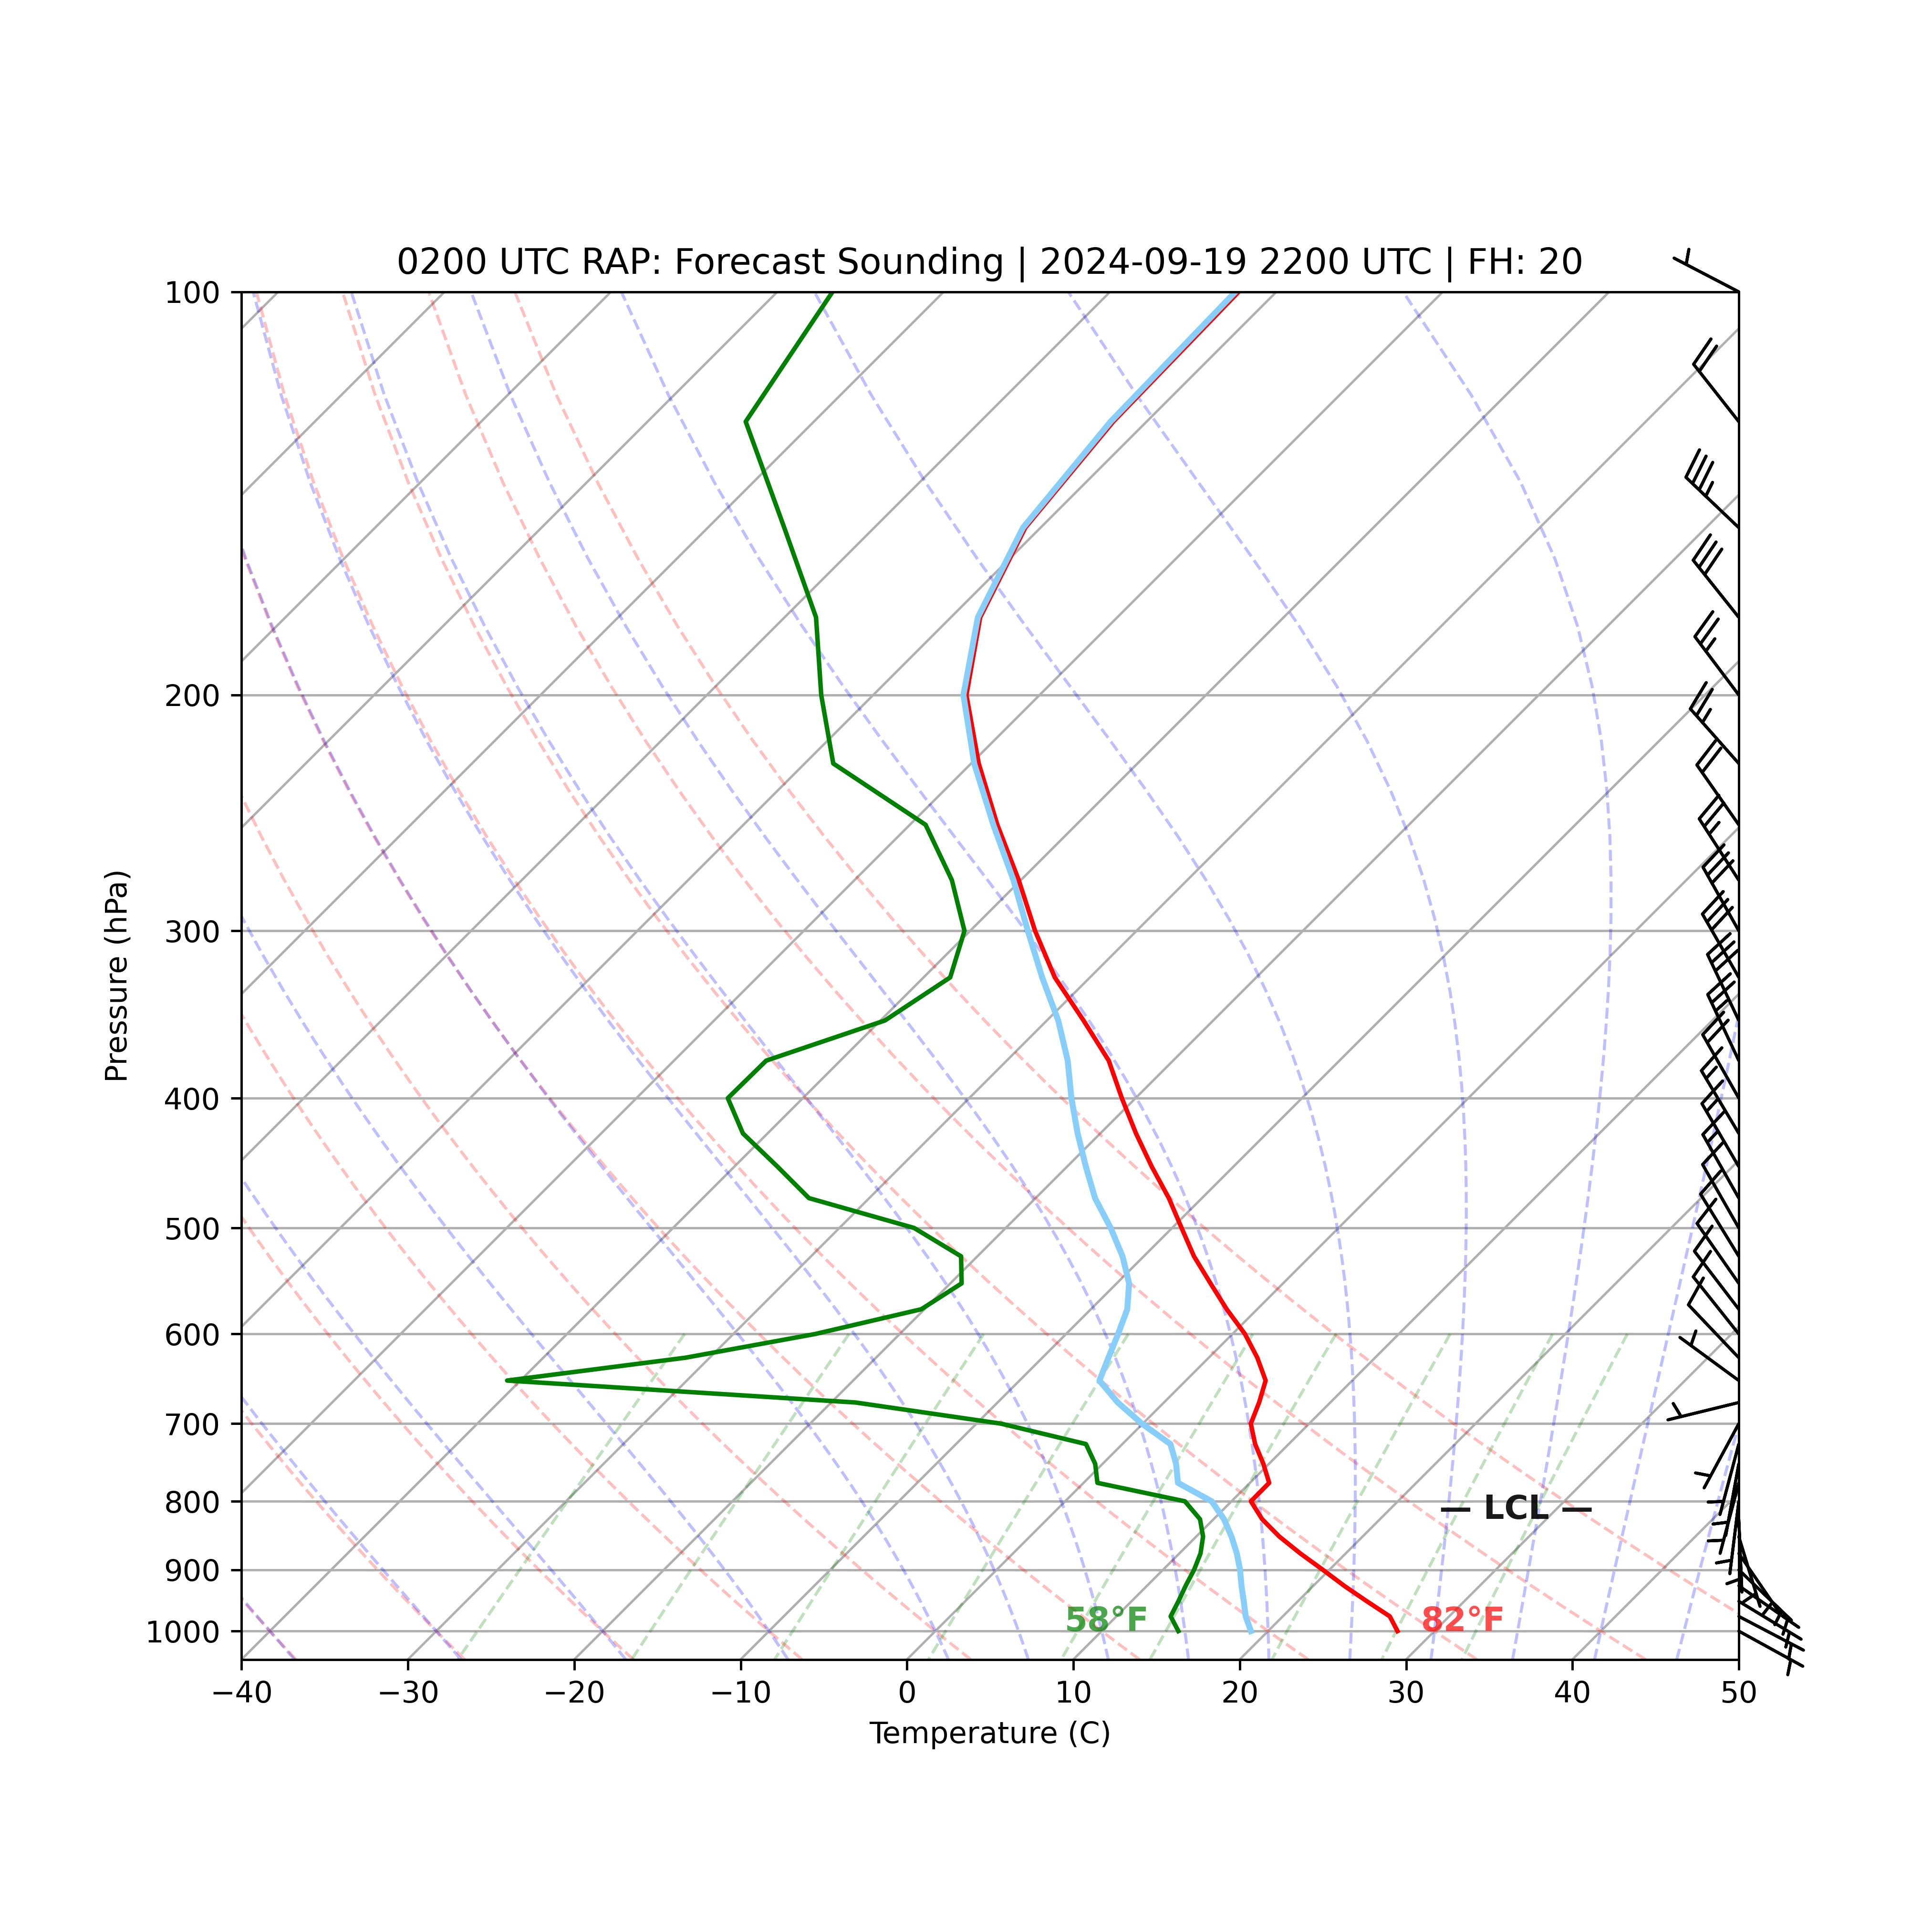 0200 UTC RAP: Forecast Sounding | 2024-09-19 2200 UTC | FH: 20
100
200
300
400
500
600
700
800
900
1000
Pressure (hPa)
— LCL —
58°F
82°F
−40 −30 −20 −10 0 10 20 30 40 50
Temperature (C)